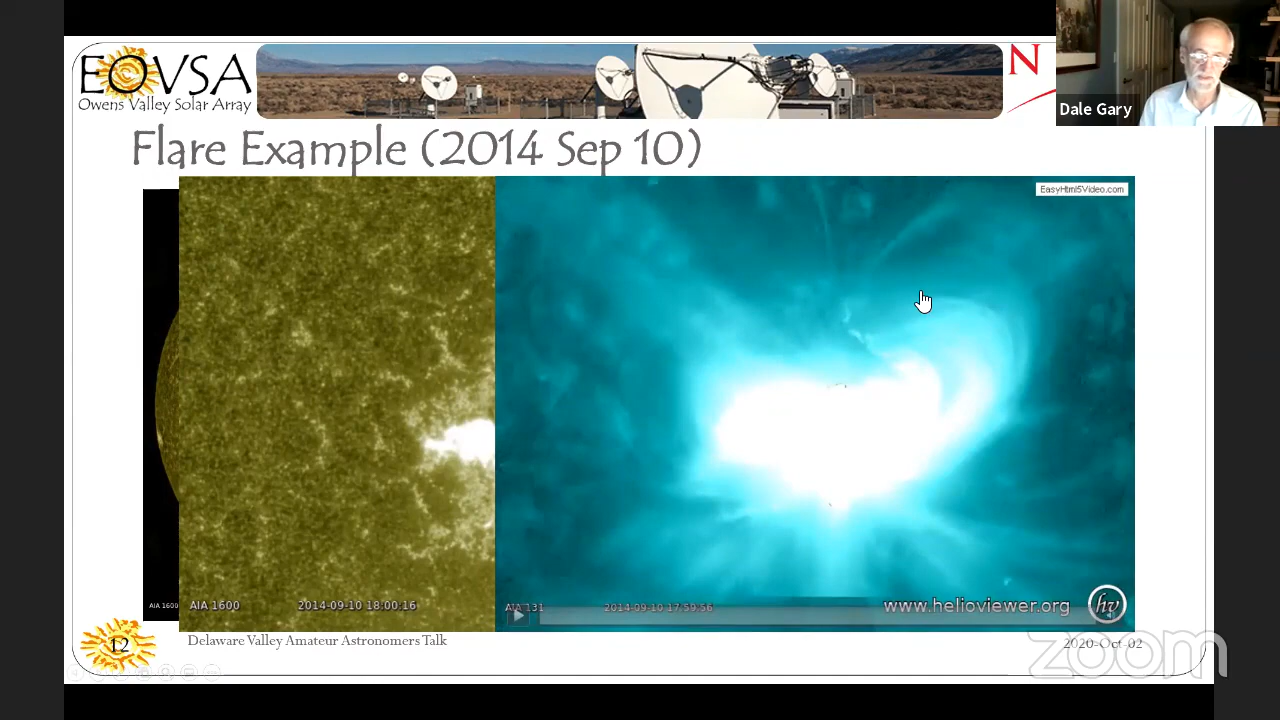 EOVSA
Owens Valley Solar Array
N
Dale Gary
Flare Example (2014 Sep 10)
EasyHtml5Video.com
AIA 1600
AIA 1600
2014-09-10 18:00:16
AIA 131
2014-09-10 17:59:56
www.helioviewer.org
hv
12
Delaware Valley Amateur Astronomers Talk
2020-Oct-02
zoom